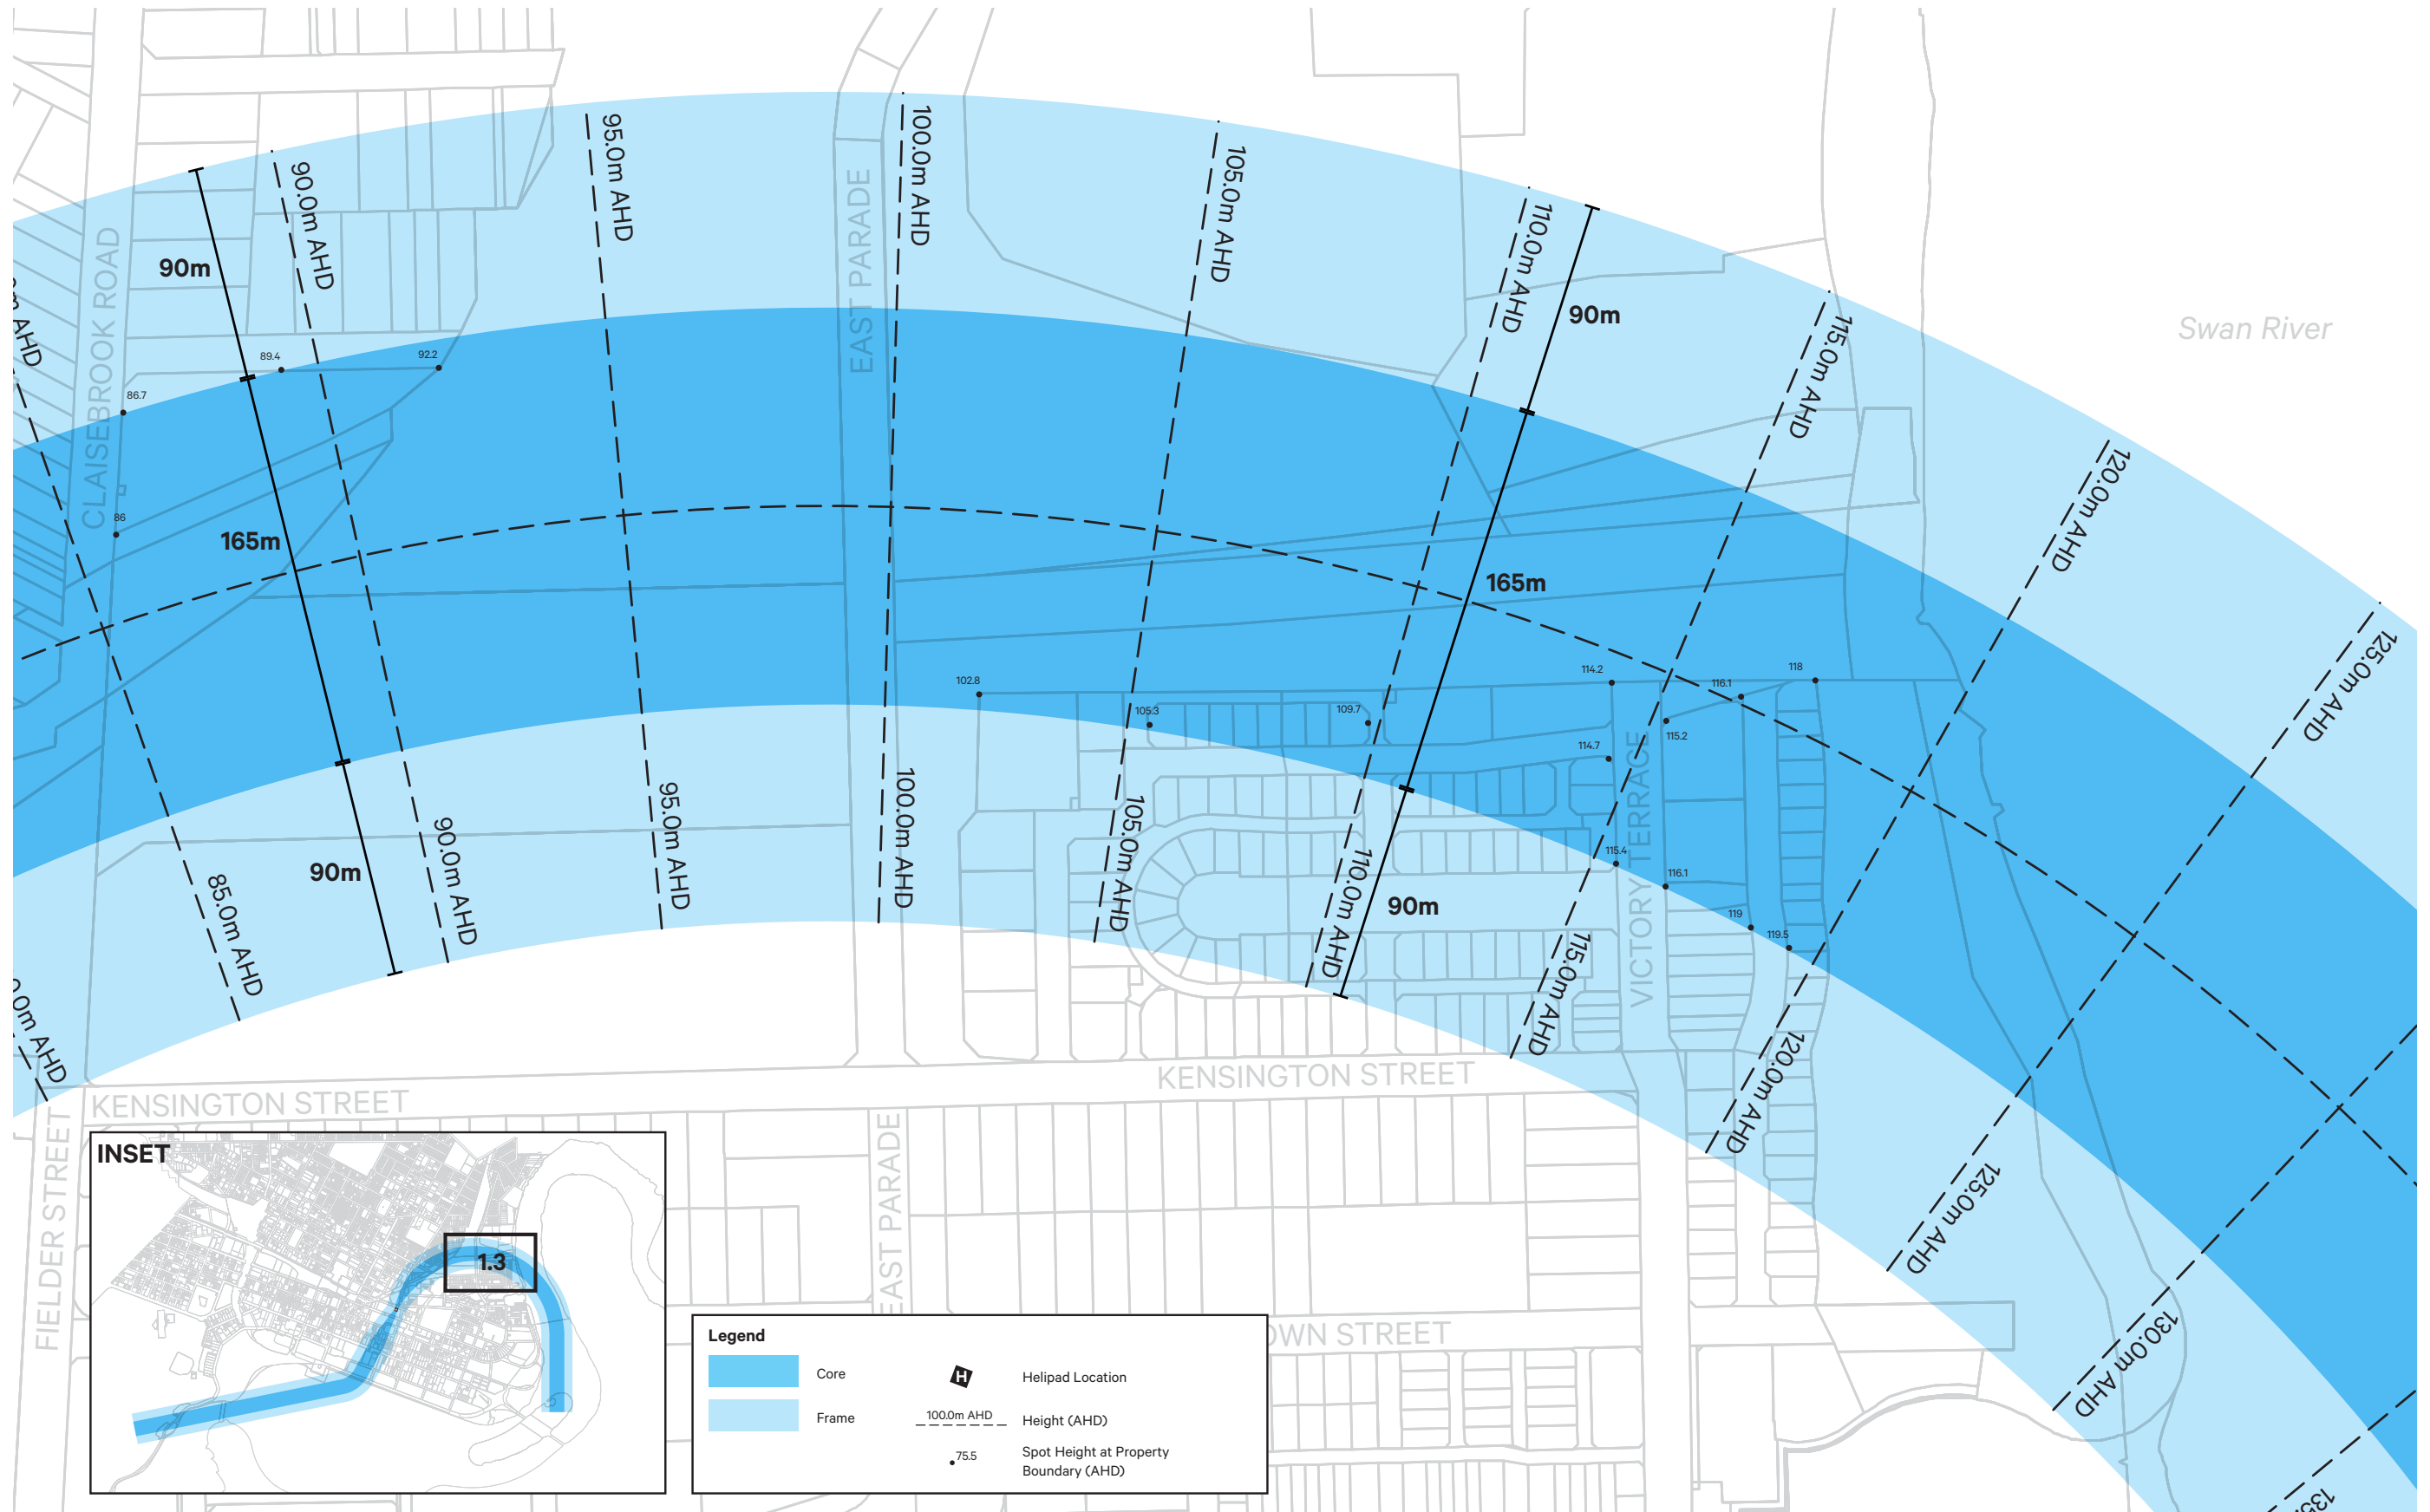 95.0m AHD
100.0m AHD
105.0m AHD
90.0m AHD
110.0m AHD
90m
90m
115.0m AHD
Swan River
CLAISEBROOK ROAD
EAST PARADE
m AHD
89.4
92.2
86.7
120.0m AHD
86
165m
165m
125.0m AHD
102.8
114.2
118
116.1
105.3
109.7
115.2
114.7
VICTORY TERRACE
95.0m AHD
100.0m AHD
105.0m AHD
90.0m AHD
110.0m AHD
115.4
116.1
90m
85.0m AHD
90m
119
119.5
115.0m AHD
0.0m AHD
120.0m AHD
KENSINGTON STREET
KENSINGTON STREET
FIELDER STREET
EAST PARADE
125.0m AHD
INSET
1.3
130.0m AHD
OWN STREET
Legend
Core
Helipad Location
H
Frame
100.0m AHD
Height (AHD)
75.5
Spot Height at Property
Boundary (AHD)